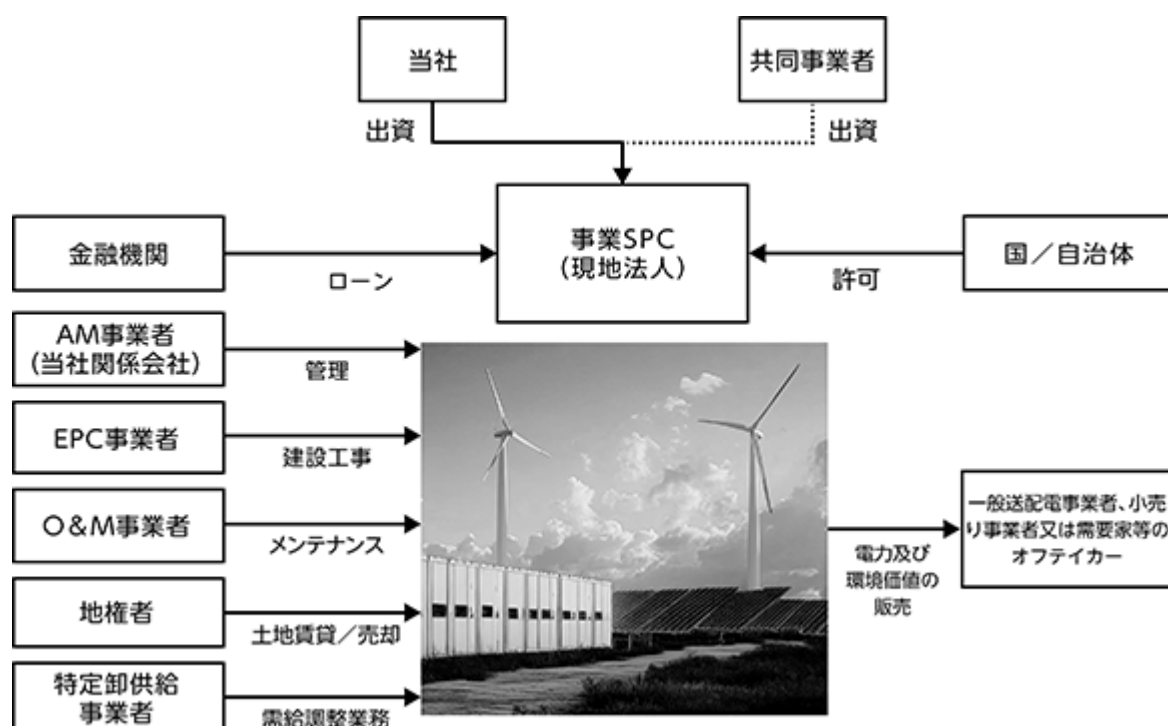 当社
共同事業者
出資
出資
事業SPC
（現地法人）
金融機関
ローン
国／自治体
許可
AM事業者
（当社関係会社）
管理
EPC事業者
建設工事
O＆M事業者
メンテナンス
一般送配電事業者、小売
り事業者又は需要家等の
オフテイカー
電力及び
環境価値の
販売
地権者
土地賃貸／売却
特定卸供給
事業者
需給調整業務